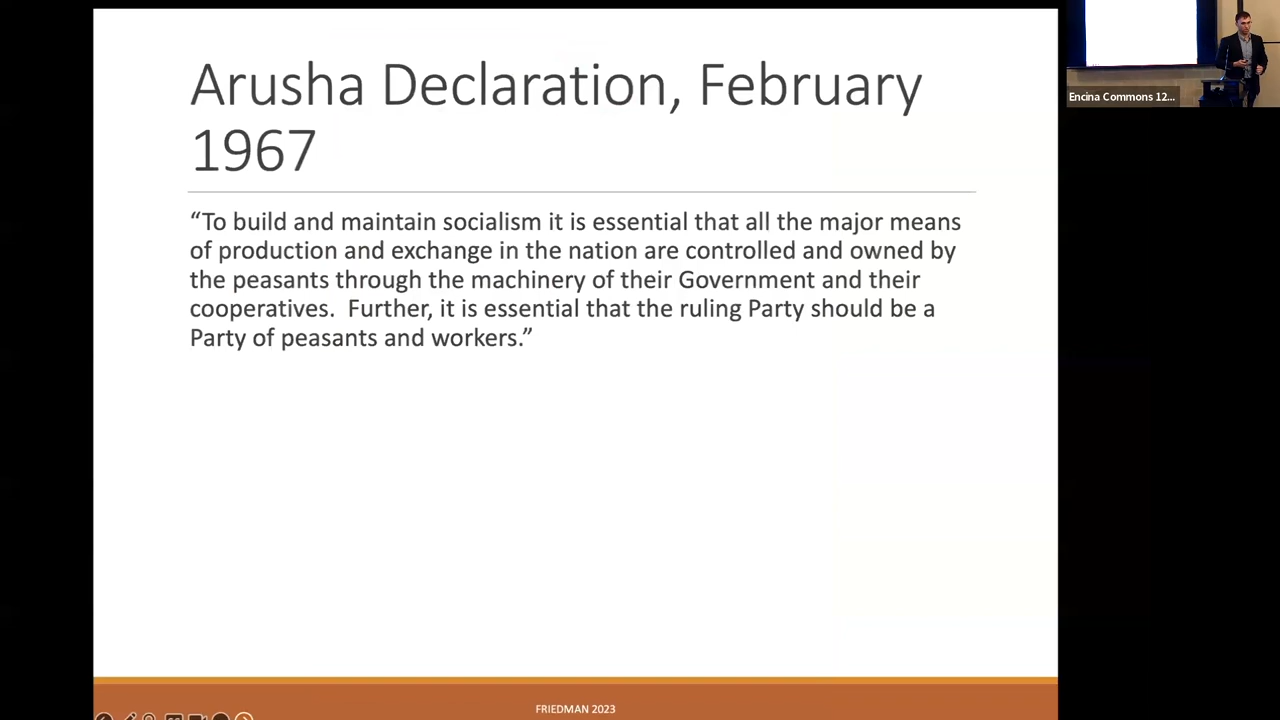 Arusha Declaration, February
1967
“To build and maintain socialism it is essential that all the major means
of production and exchange in the nation are controlled and owned by
the peasants through the machinery of their Government and their
cooperatives.  Further, it is essential that the ruling Party should be a
Party of peasants and workers.”
FRIEDMAN 2023
Encina Commons 12...